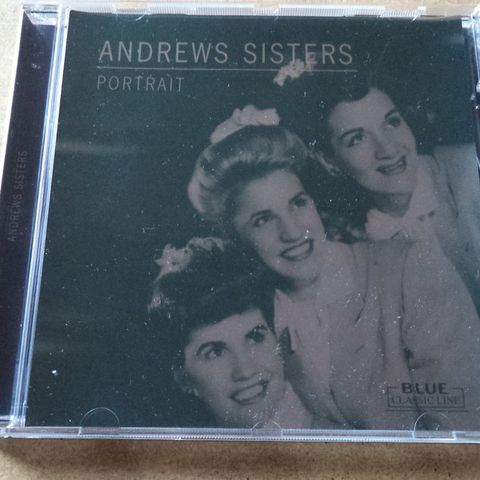 ANDREWS SISTERS
PORTRAIT
ANDREWS SISTERS
BLUE
CLASSIC LINE